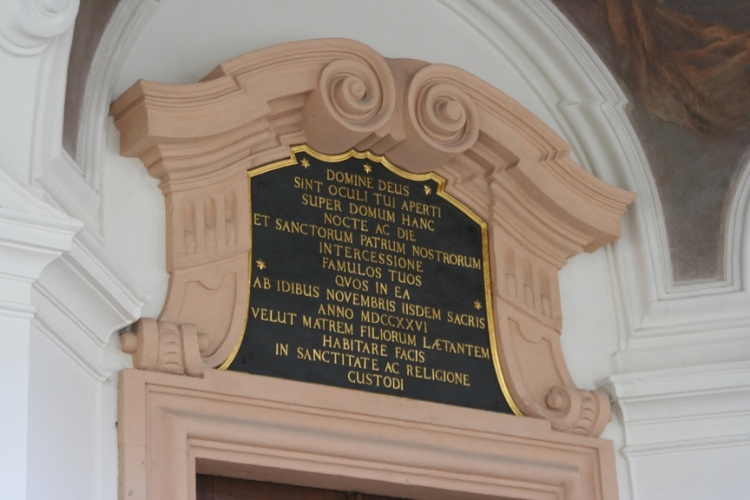 DOMINE DEUS
SINT OCULI TUI APERTI
SUPER DOMUM HANC
NOCTE AC DIE
ET SANCTORUM PATRUM NOSTRORUM
INTERCESSIONE
FAMULOS TUOS
QVOS IN EA
AB IDIBUS NOVEMBRIS IISDEM SACRIS
ANNO MDCCXXVI
VELUT MATREM FILIORUM LÆTANTEM
HABITARE FACIS
IN SANCTITATE AC RELIGIONE
CUSTODI